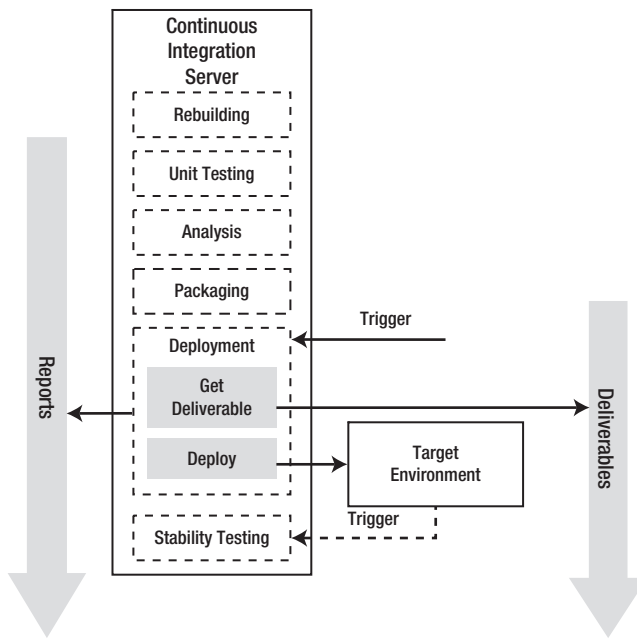 Continuous
Integration
Server
Rebuilding
Unit Testing
Analysis
Packaging
Trigger
Deployment
Reports
Get
Deliverable
Deliverables
Deploy
Target
Environment
Trigger
Stability Testing